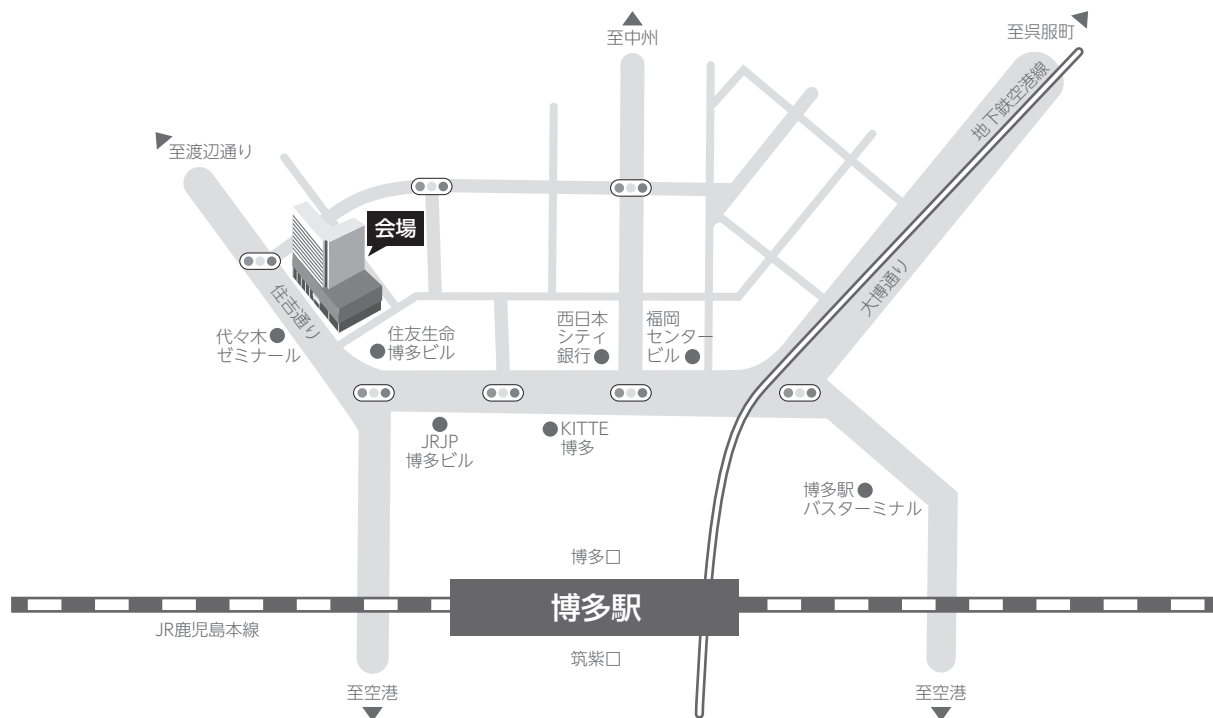 至中州
至呉服町
地下鉄空港線
至渡辺通り
会場
大博通り
住吉通り
代々木
ゼミナール
住友生命
博多ビル
西日本
シティ
銀行
福岡
センター
ビル
JRJP
博多ビル
KITTE
博多
博多駅
バスターミナル
博多口
博多駅
JR鹿児島本線
筑紫口
至空港
至空港